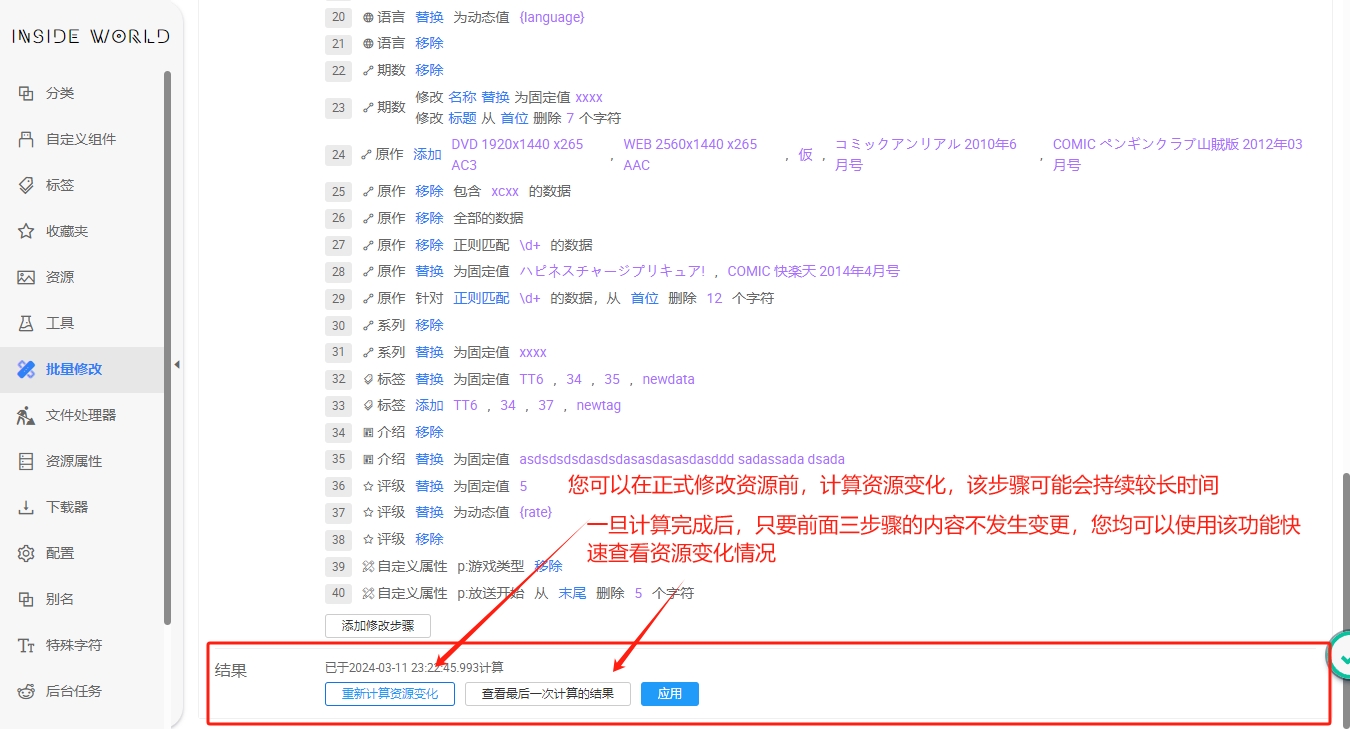 INSIDE WORLD
分类
自定义组件
标签
收藏夹
资源
工具
批量修改
文件处理器
资源属性
下载器
配置
别名
特殊字符
后台任务
20 语言 替换 为动态值 {language}
21 语言 移除
22 期数 移除
23 期数 修改 名称 替换 为固定值 xxxx
修改 标题 从 首位 删除 7 个字符
24 原作 添加 DVD 1920x1440 x265 AC3 , WEB 2560x1440 x265 AAC , 仮 , コミックアンリアル 2010年6月号 , COMIC ペンギンクラブ山賊版 2012年03月号
25 原作 移除 包含 xcxx 的数据
26 原作 移除 全部的数据
27 原作 移除 正则匹配 \d+ 的数据
28 原作 替换 为固定值 ハピネスチャージプリキュア! , COMIC 快楽天 2014年4月号
29 原作 针对 正则匹配 \d+ 的数据，从 首位 删除 12 个字符
30 系列 移除
31 系列 替换 为固定值 xxxx
32 标签 替换 为固定值 TT6 , 34 , 35 , newdata
33 标签 添加 TT6 , 34 , 37 , newtag
34 介绍 移除
35 介绍 替换 为固定值 asdsdsdsdasdsdasasdasasdasddd sadassada dsada
36 评级 替换 为固定值 5
37 评级 替换 为动态值 {rate}
38 评级 移除
39 自定义属性 p:游戏类型 移除
40 自定义属性 p:放送开始 从 末尾 删除 5 个字符
您可以在正式修改资源前，计算资源变化，该步骤可能会持续较长时间
一旦计算完成后，只要前面三步骤的内容不发生变更，您均可以使用该功能快
速查看资源变化情况
添加修改步骤
结果
已于2024-03-11 23:22:45.993计算
重新计算资源变化 查看最后一次计算的结果 应用